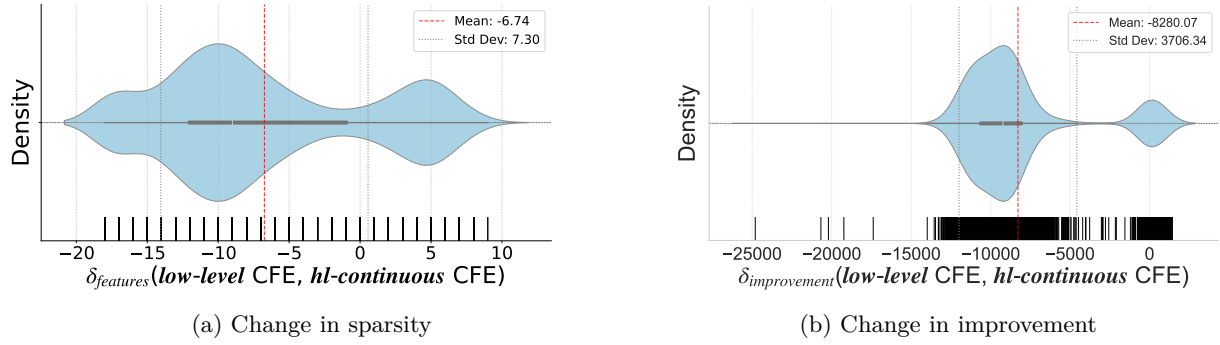 Mean: -6.74
Std Dev: 7.30
Density
−20 −15 −10 −5 0 5 10
δfeatures(low-level CFE, hl-continuous CFE)
(a) Change in sparsity
Mean: -8280.07
Std Dev: 3706.34
Density
−25000 −20000 −15000 −10000 −5000 0
δimprovement(low-level CFE, hl-continuous CFE)
(b) Change in improvement